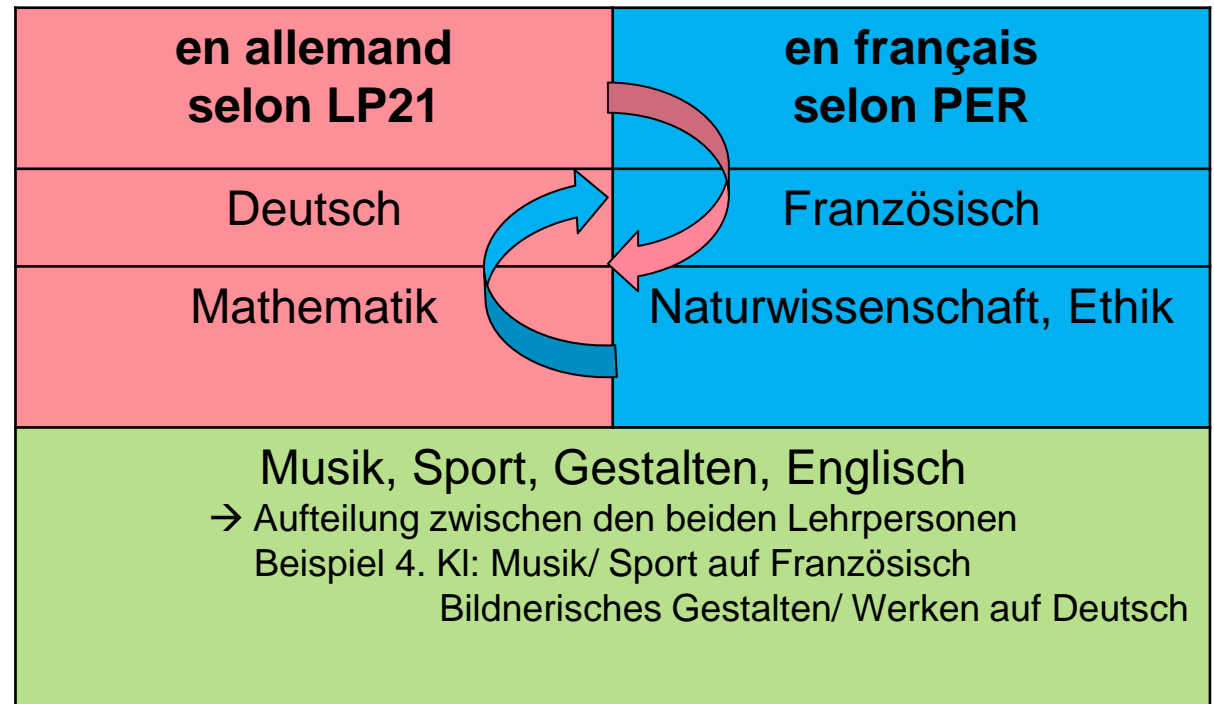 en allemand
selon LP21
en français
selon PER
Deutsch
Französisch
Mathematik
Naturwissenschaft, Ethik
Musik, Sport, Gestalten, Englisch
→ Aufteilung zwischen den beiden Lehrpersonen
Beispiel 4. Kl: Musik/ Sport auf Französisch
Bildnerisches Gestalten/ Werken auf Deutsch